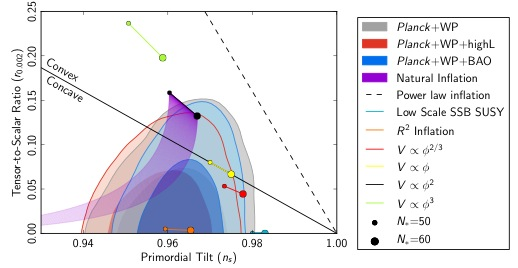 0.25
0.20
0.15
0.10
0.05
0.00
Tensor-to-Scalar Ratio (r0.002)
Convex
Concave
0.94
0.96
0.98
1.00
Primordial Tilt (ns)
Planck+WP
Planck+WP+highL
Planck+WP+BAO
Natural Inflation
Power law inflation
Low Scale SSB SUSY
R² Inflation
V ∝ ϕ²ᐟ³
V ∝ ϕ
V ∝ ϕ²
V ∝ ϕ³
N*=50
N*=60